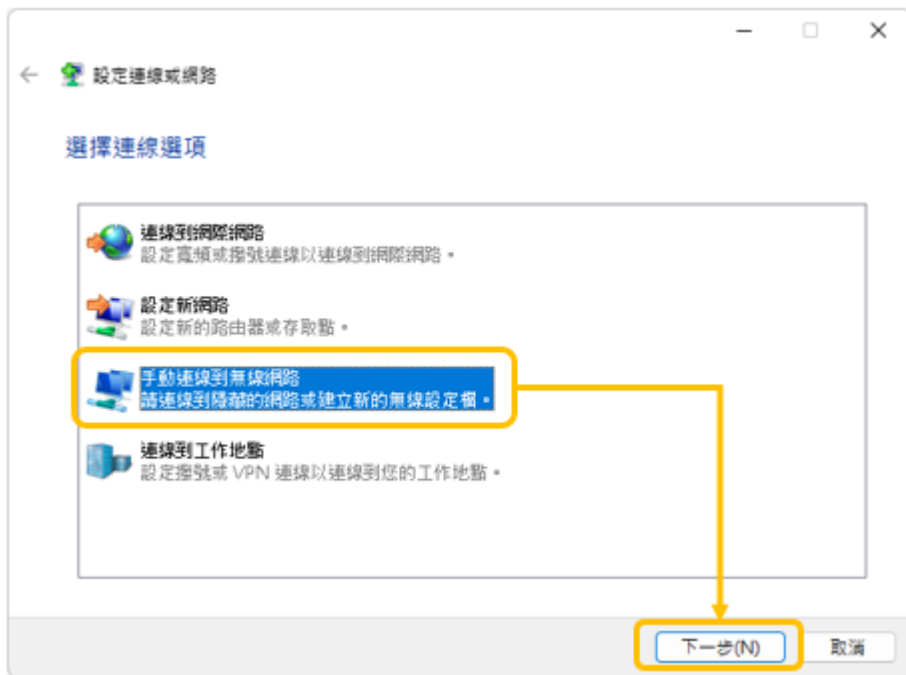 設定連線或網路
選擇連線選項
連線到網際網路
設定寬頻或撥號連線以連線到網際網路。
設定新網路
設定新的路由器或存取點。
手動連線到無線網路
請連線到隱藏的網路或建立新的無線設定檔。
連線到工作地點
設定撥號或 VPN 連線以連線到您的工作地點。
下一步(N)
取消